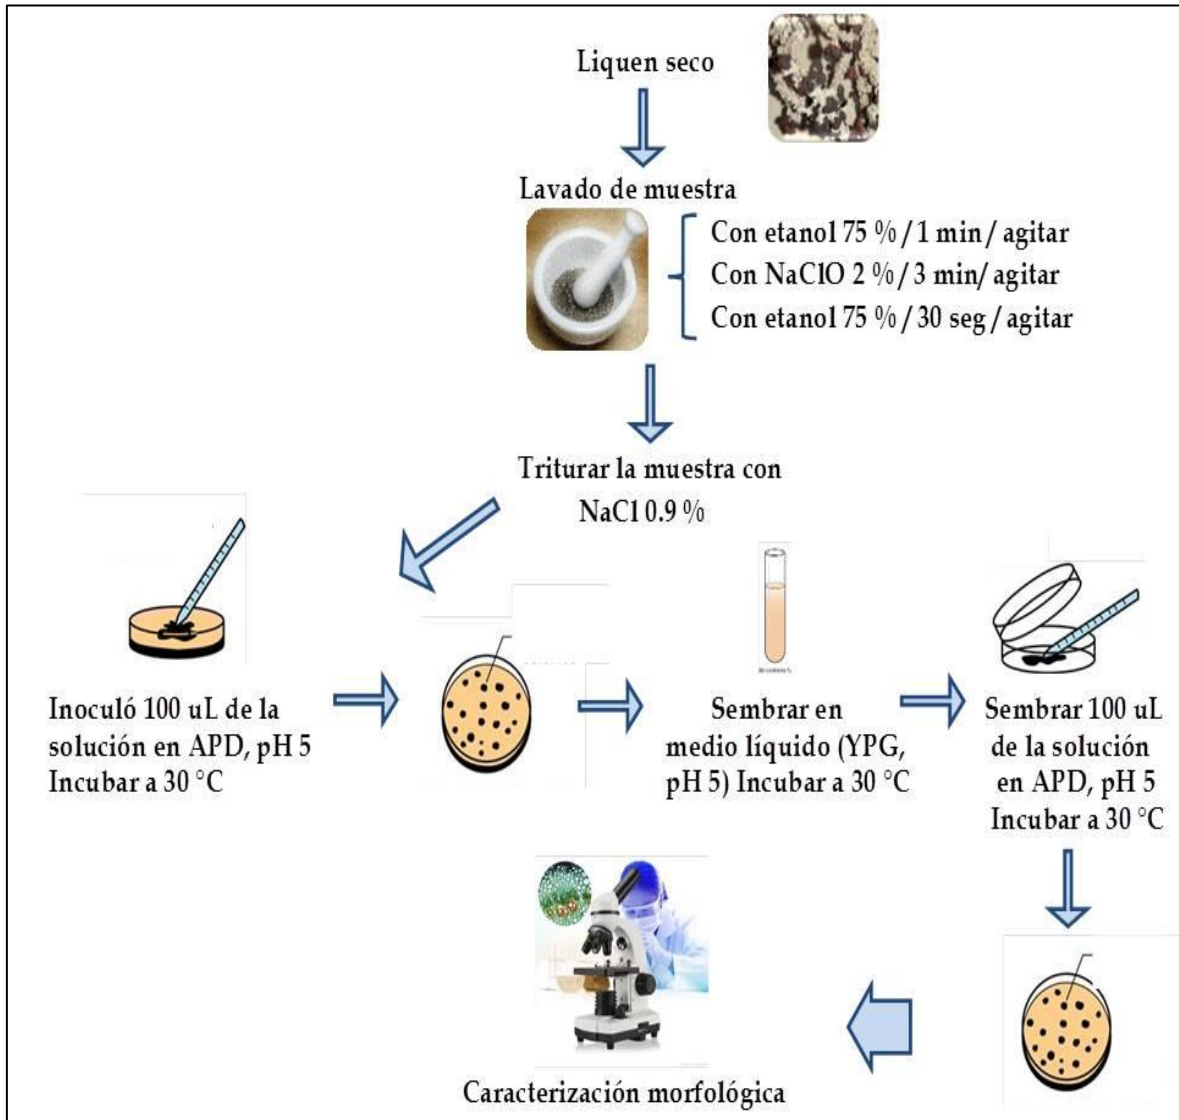 Liquen seco
Lavado de muestra
Con etanol 75 % / 1 min / agitar
Con NaClO 2 % / 3 min/ agitar
Con etanol 75 % / 30 seg / agitar
Triturar la muestra con
NaCl 0.9 %
Inoculó 100 uL de la
solución en APD, pH 5
Incubar a 30 °C
Sembrar en
medio líquido (YPG,
pH 5) Incubar a 30 °C
Sembrar 100 uL
de la solución
en APD, pH 5
Incubar a 30 °C
Caracterización morfológica